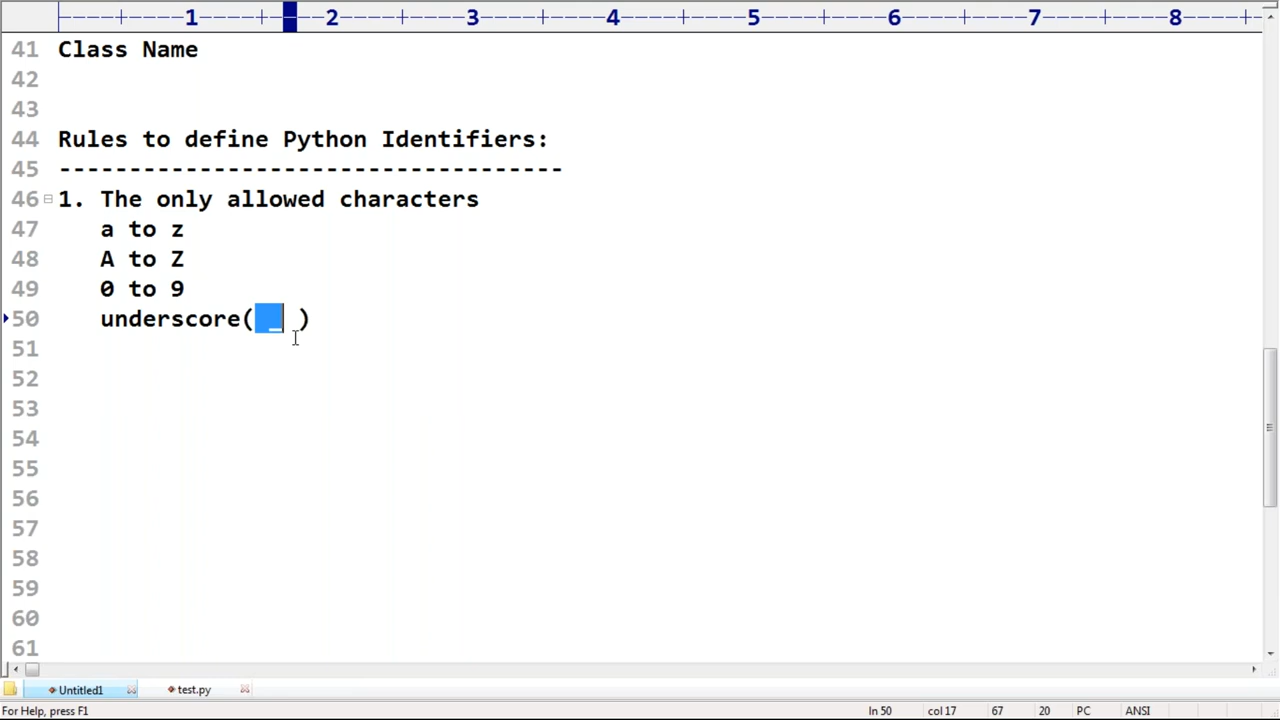 1 2 3 4 5 6 7 8
41 Class Name
42
43
44 Rules to define Python Identifiers:
45 ------------------------------------
46 1. The only allowed characters
47 a to z
48 A to Z
49 0 to 9
50 underscore( _ )
51
52
53
54
55
56
57
58
59
60
61
Untitled1 test.py
For Help, press F1 ln 50 col 17 67 20 PC ANSI